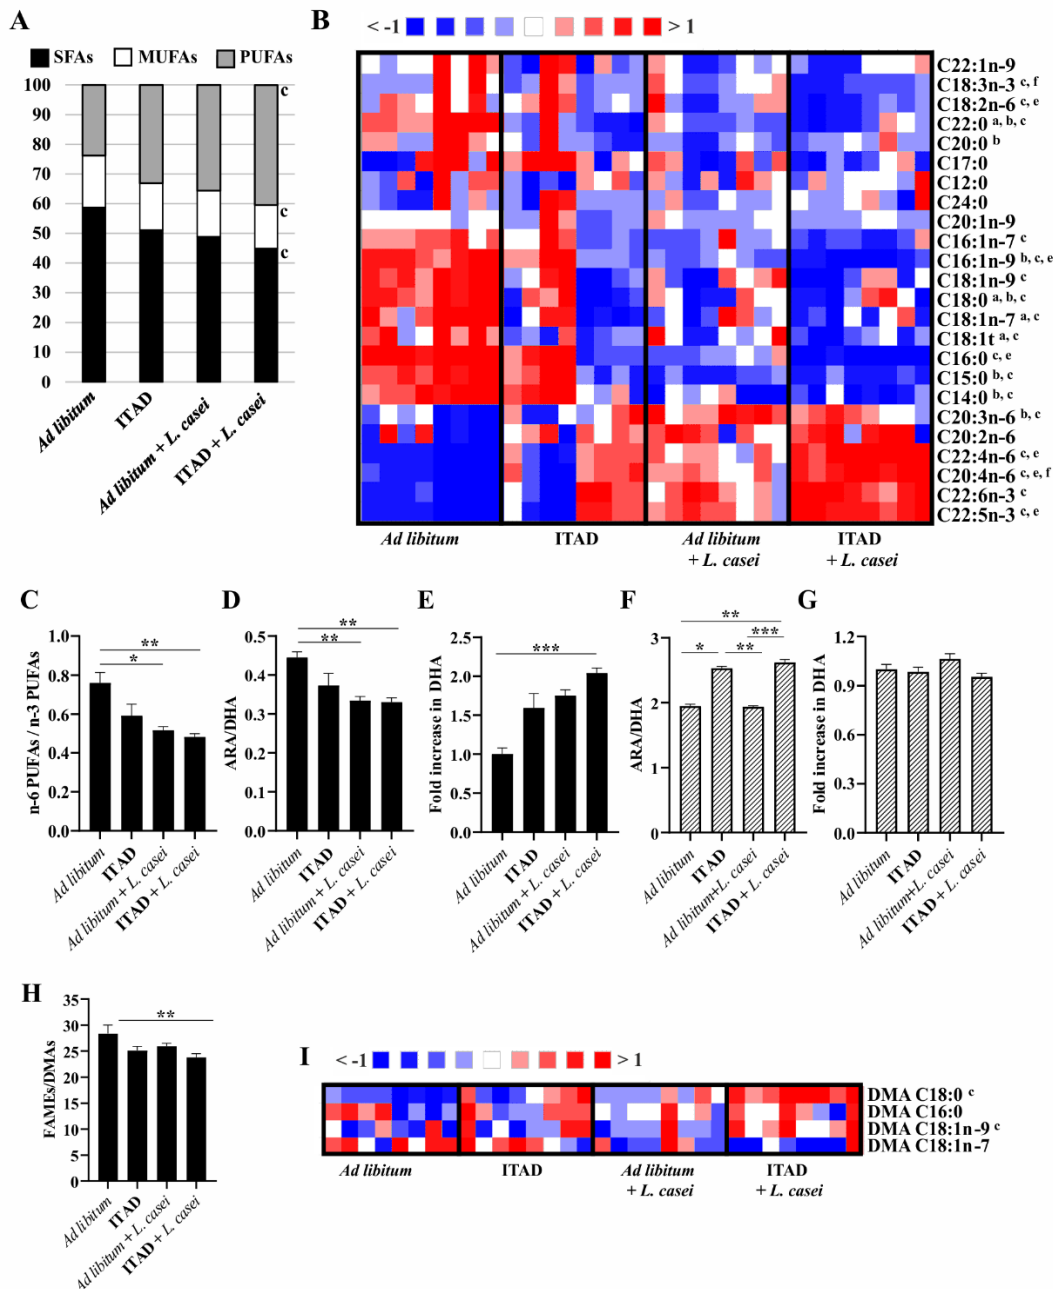 A
SFAs MUFAs PUFAs
100
90
80
70
60
50
40
30
20
10
0
c
c
c
Ad libitum
ITAD
Ad libitum + L. casei
ITAD + L. casei
B
< -1 > 1
C22:1n-9
C18:3n-3 c, f
C18:2n-6 c, e
C22:0 a, b, c
C20:0 b
C17:0
C12:0
C24:0
C20:1n-9
C16:1n-7 c
C16:1n-9 b, c, e
C18:1n-9 c
C18:0 a, b, c
C18:1n-7 a, c
C18:1t a, c
C16:0 c, e
C15:0 b, c
C14:0 b, c
C20:3n-6 b, c
C20:2n-6
C22:4n-6 c, e
C20:4n-6 c, e, f
C22:6n-3 c
C22:5n-3 c, e
Ad libitum
ITAD
Ad libitum
+ L. casei
ITAD
+ L. casei
C
n-6 PUFAs / n-3 PUFAs
1.0
0.8
0.6
0.4
0.2
0.0
**
*
Ad libitum
ITAD
Ad libitum + L. casei
ITAD + L. casei
D
ARA/DHA
0.5
0.4
0.3
0.2
0.1
0.0
**
**
Ad libitum
ITAD
Ad libitum + L. casei
ITAD + L. casei
E
Fold increase in DHA
2.5
2.0
1.5
1.0
0.5
0.0
***
Ad libitum
ITAD
Ad libitum + L. casei
ITAD + L. casei
F
ARA/DHA
3
2
1
0
**
***
*
**
Ad libitum
ITAD
Ad libitum+L. casei
ITAD + L. casei
G
Fold increase in DHA
1.2
0.9
0.6
0.3
0.0
Ad libitum
ITAD
Ad libitum+L. casei
ITAD + L. casei
H
FAMEs/DMAs
35
30
25
20
15
10
5
0
**
Ad libitum
ITAD
Ad libitum + L. casei
ITAD + L. casei
I
< -1 > 1
DMA C18:0 c
DMA C16:0
DMA C18:1n-9 c
DMA C18:1n-7
Ad libitum
ITAD
Ad libitum
+ L. casei
ITAD
+ L. casei